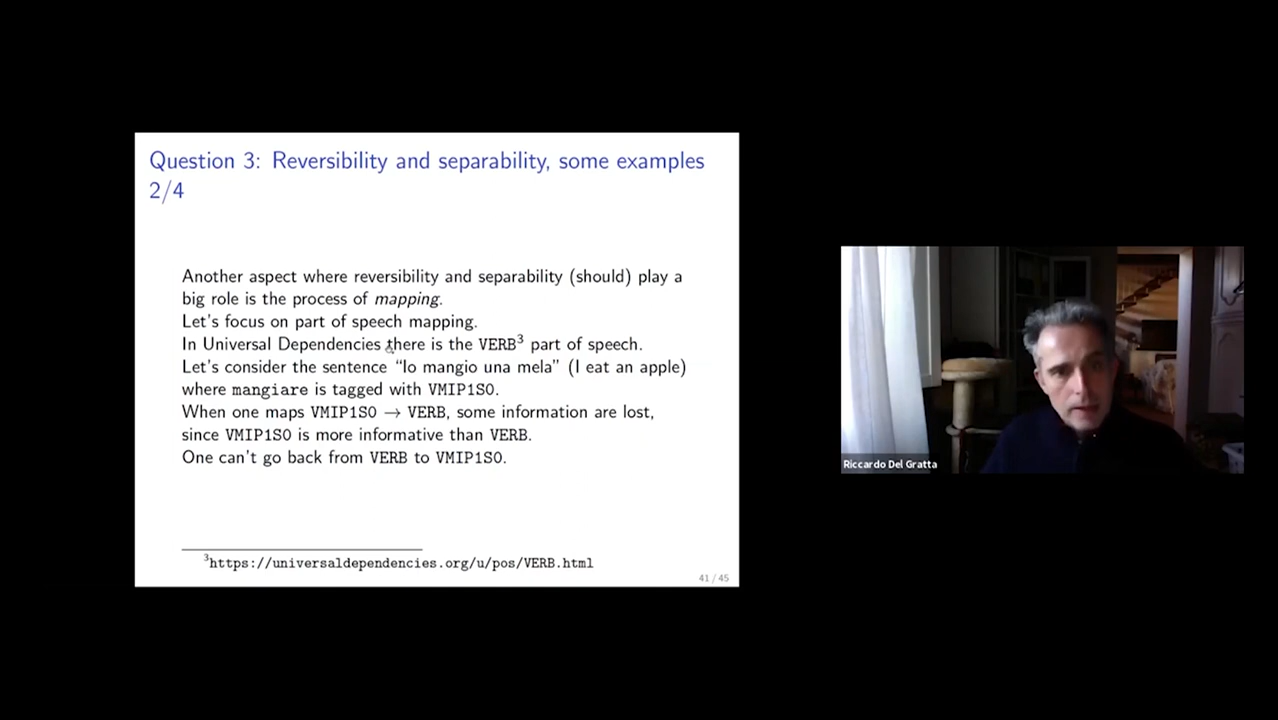 Question 3: Reversibility and separability, some examples
2/4
Another aspect where reversibility and separability (should) play a
big role is the process of mapping.
Let's focus on part of speech mapping.
In Universal Dependencies there is the VERB³ part of speech.
Let's consider the sentence “Io mangio una mela” (I eat an apple)
where mangiare is tagged with VMIP1S0.
When one maps VMIP1S0 → VERB, some information are lost,
since VMIP1S0 is more informative than VERB.
One can't go back from VERB to VMIP1S0.
³https://universaldependencies.org/u/pos/VERB.html
41 / 45
Riccardo Del Gratta